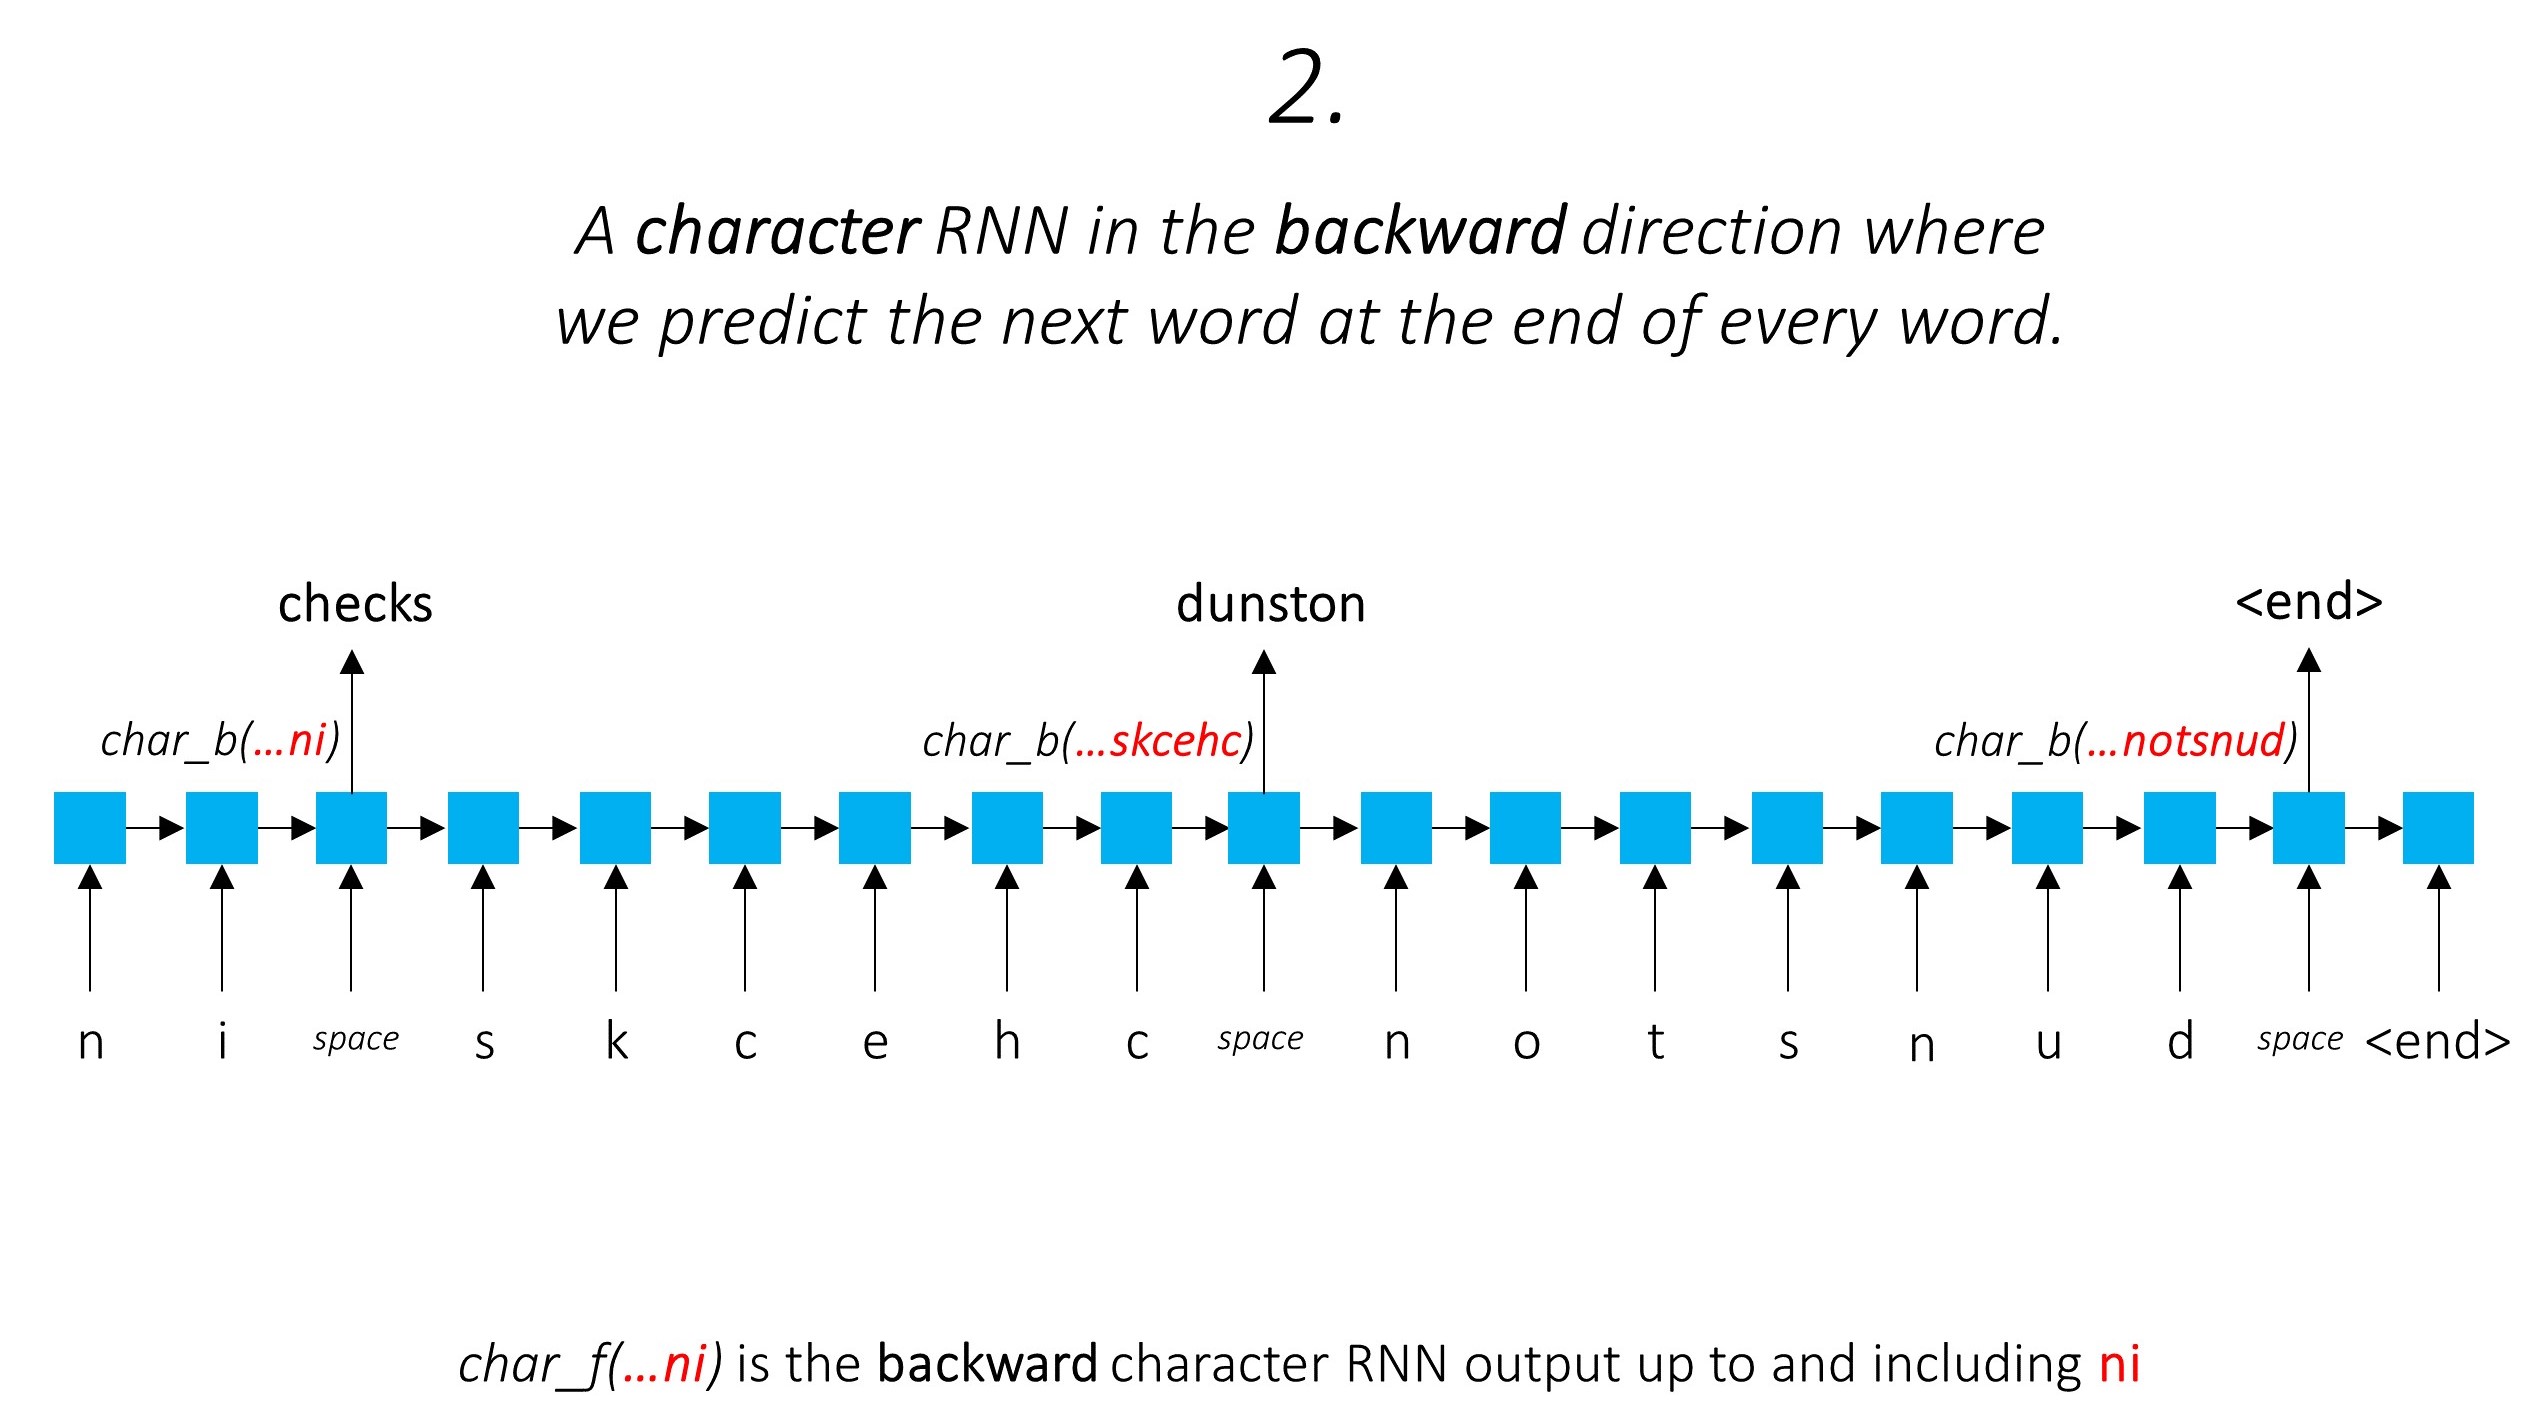 2.
A character RNN in the backward direction where
we predict the next word at the end of every word.
checks dunston <end>
char_b(...ni) char_b(...skcehc) char_b(...notsnud)
n i space s k c e h c space n o t s n u d space <end>
char_f(...ni) is the backward character RNN output up to and including ni